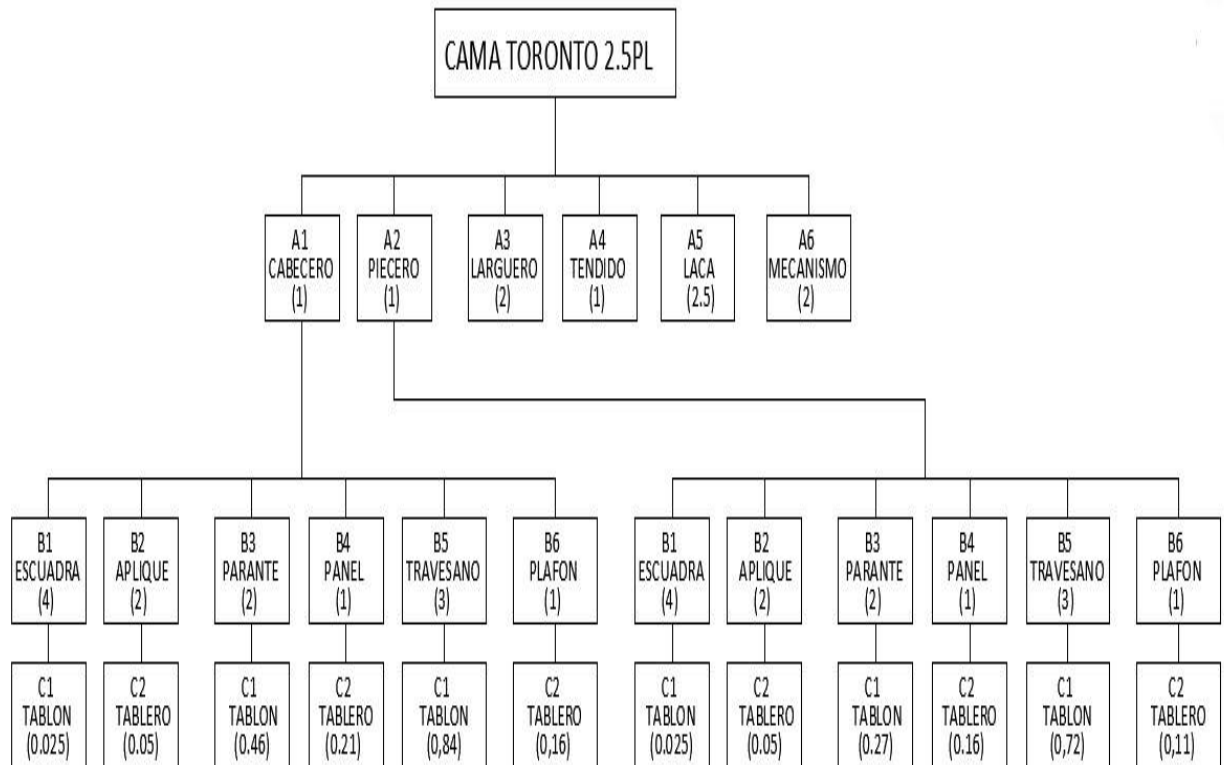 CAMA TORONTO 2.5PL
A1
CABECERO
(1)
A2
PIECERO
(1)
A3
LARGUERO
(2)
A4
TENDIDO
(1)
A5
LACA
(2.5)
A6
MECANISMO
(2)
B1
ESCUADRA
(4)
B2
APLIQUE
(2)
B3
PARANTE
(2)
B4
PANEL
(1)
B5
TRAVESANO
(3)
B6
PLAFON
(1)
B1
ESCUADRA
(4)
B2
APLIQUE
(2)
B3
PARANTE
(2)
B4
PANEL
(1)
B5
TRAVESANO
(3)
B6
PLAFON
(1)
C1
TABLON
(0.025)
C2
TABLERO
(0.05)
C1
TABLON
(0.46)
C2
TABLERO
(0.21)
C1
TABLON
(0,84)
C2
TABLERO
(0,16)
C1
TABLON
(0.025)
C2
TABLERO
(0.05)
C1
TABLON
(0.27)
C2
TABLERO
(0.16)
C1
TABLON
(0,72)
C2
TABLERO
(0,11)